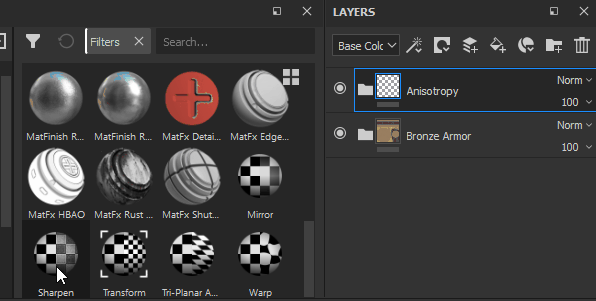 Filters
Search...
MatFinish R... MatFinish R... MatFx Detai... MatFx Edge...
MatFx HBAO MatFx Rust ... MatFx Shut... Mirror
Sharpen Transform Tri-Planar A... Warp
LAYERS
Base Colo
Anisotropy
Norm
100
Bronze Armor
Norm
100